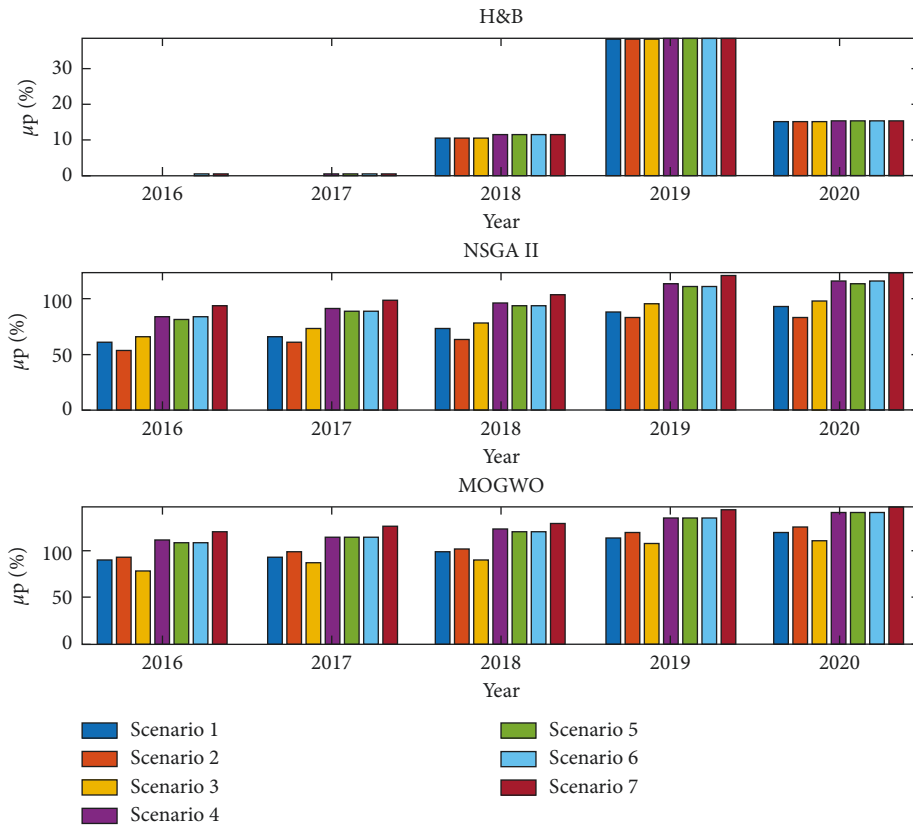 H&B
μp (%)
30
20
10
0
2016 2017 2018 2019 2020
Year
NSGA II
μp (%)
100
50
0
2016 2017 2018 2019 2020
Year
MOGWO
μp (%)
100
50
0
2016 2017 2018 2019 2020
Year
Scenario 1
Scenario 2
Scenario 3
Scenario 4
Scenario 5
Scenario 6
Scenario 7